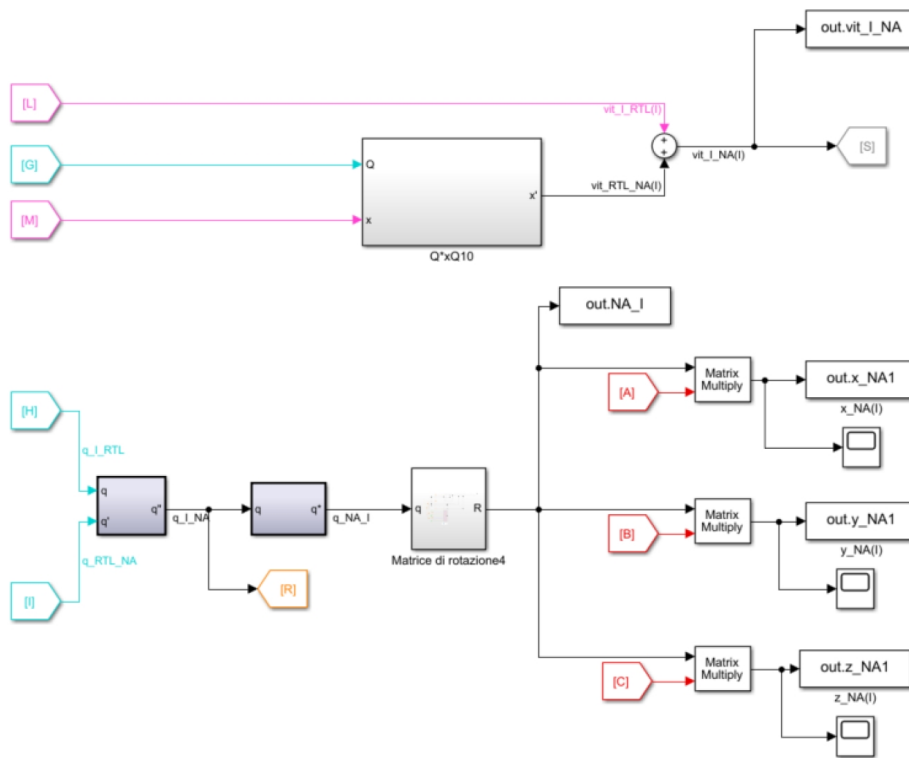 out.vit_I_NA
[L]
vit_I_RTL(I)
+
+
vit_I_NA(I)
[S]
[G]
Q
x'
vit_RTL_NA(I)
[M]
x
Q*xQ10
out.NA_I
Matrix
Multiply
out.x_NA1
[A]
x_NA(I)
[H]
q_I_RTL
q
q'
q"
q_I_NA
q
q*
q_NA_I
q
R
Matrice di rotazione4
Matrix
Multiply
out.y_NA1
[B]
y_NA(I)
q_RTL_NA
[I]
[R]
Matrix
Multiply
out.z_NA1
[C]
z_NA(I)